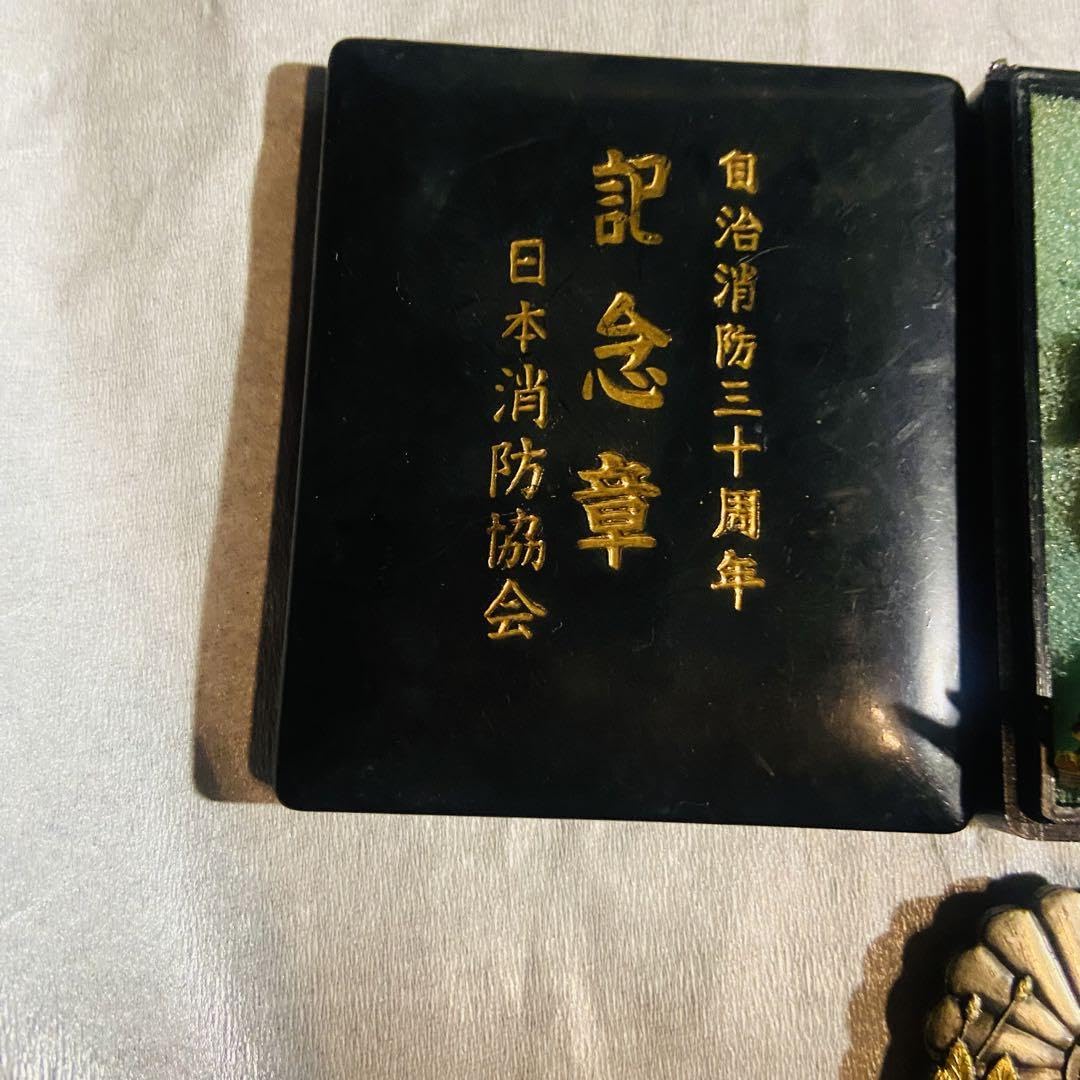 自治消防三十周年
記念章
日本消防協会